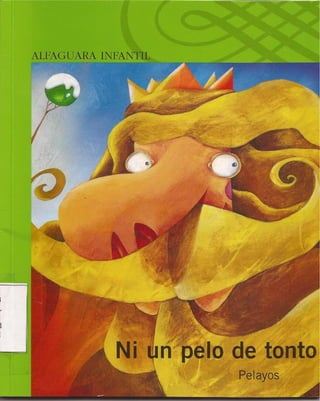 ALFAGUARA INFANTIL
Ni un pelo de tonto
Pelayos